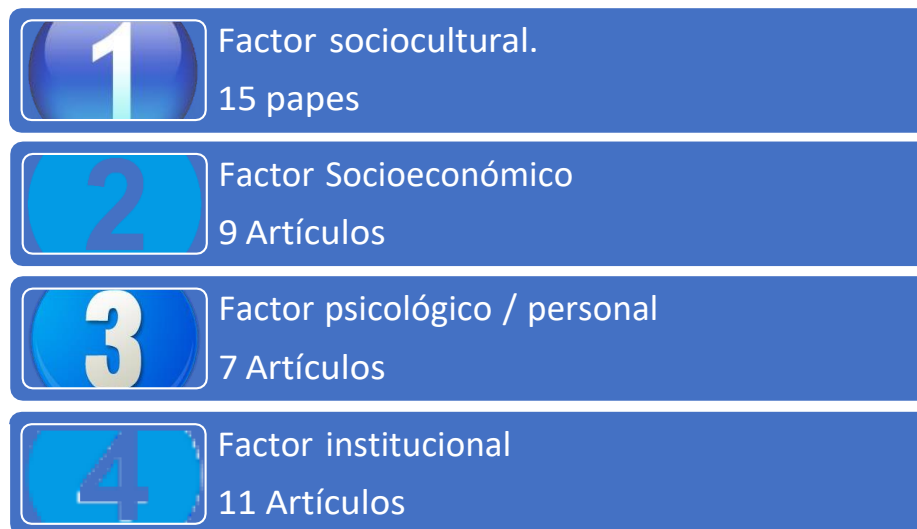 1
Factor sociocultural.
15 papes
2
Factor Socioeconómico
9 Artículos
3
Factor psicológico / personal
7 Artículos
4
Factor institucional
11 Artículos